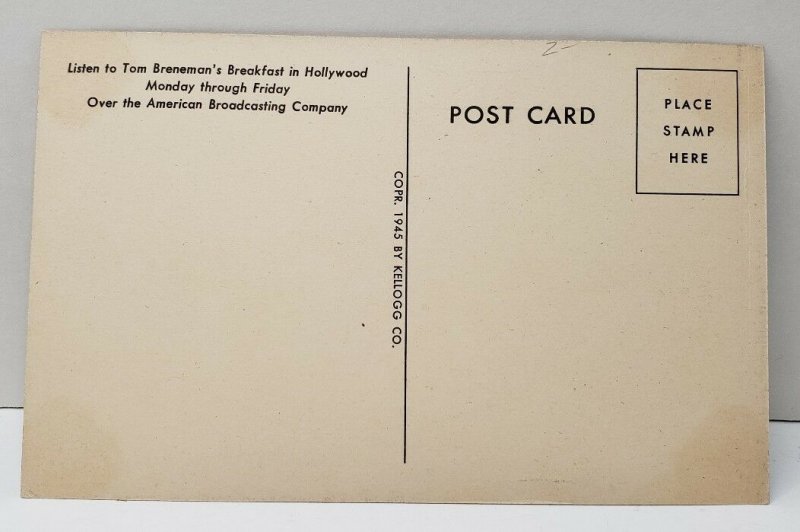 Listen to Tom Breneman's Breakfast in Hollywood
Monday through Friday
Over the American Broadcasting Company
COPR. 1945 BY KELLOGG CO.
POST CARD
PLACE
STAMP
HERE